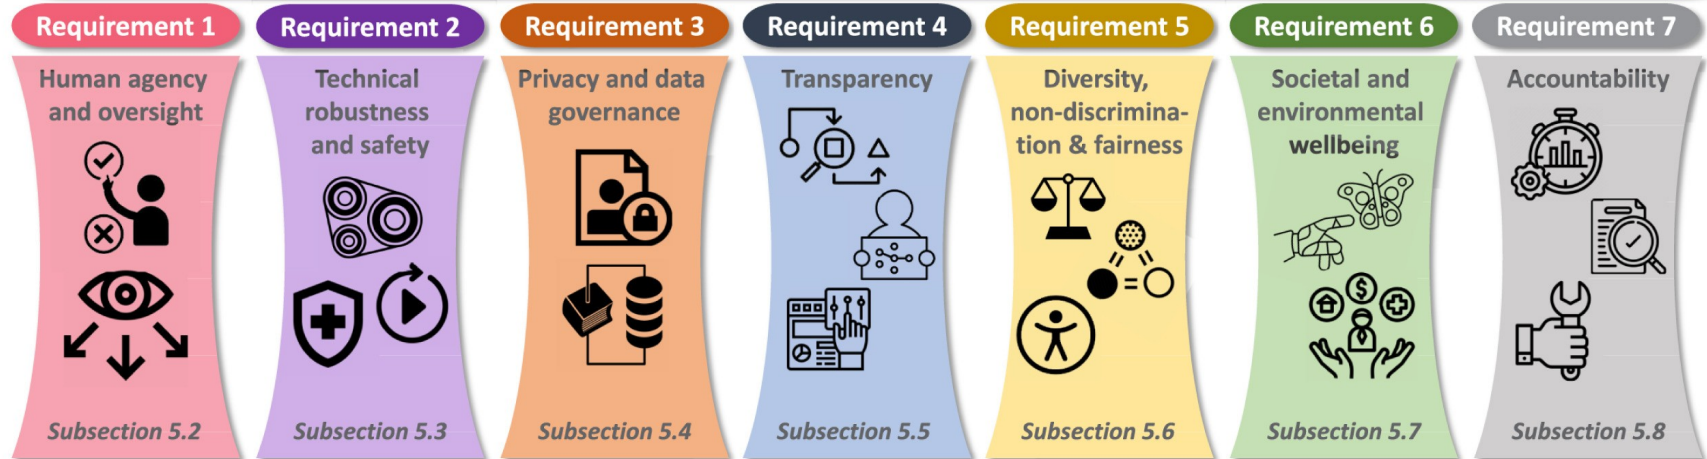 Requirement 1
Human agency
and oversight
Subsection 5.2
Requirement 2
Technical
robustness
and safety
Subsection 5.3
Requirement 3
Privacy and data
governance
Subsection 5.4
Requirement 4
Transparency
Subsection 5.5
Requirement 5
Diversity,
non-discrimina-
tion & fairness
Subsection 5.6
Requirement 6
Societal and
environmental
wellbeing
$
Subsection 5.7
Requirement 7
Accountability
Subsection 5.8